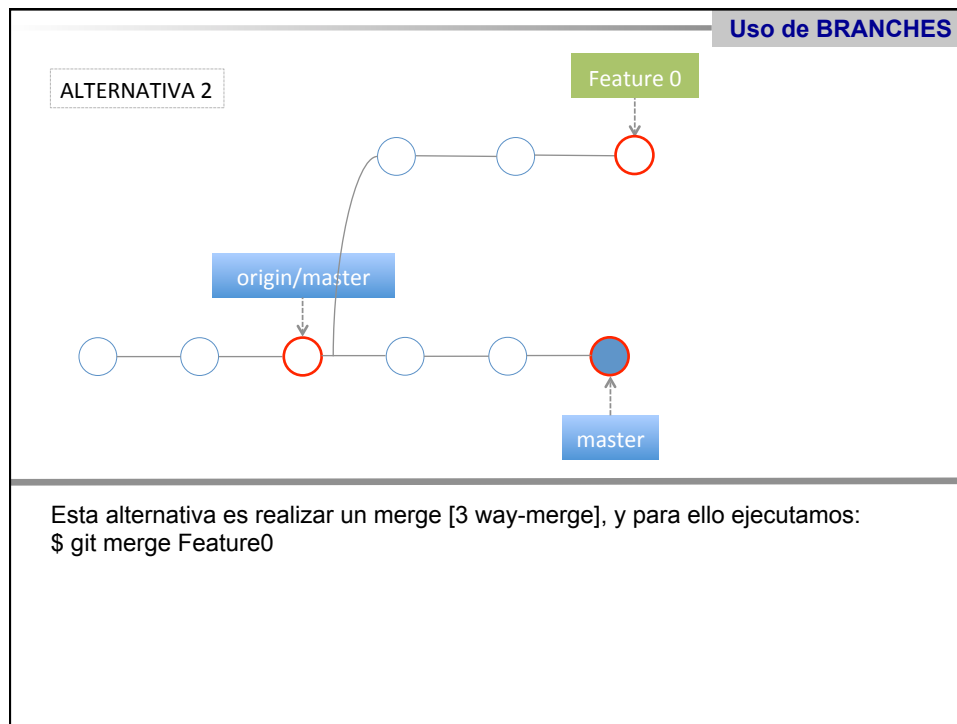 Uso de BRANCHES
ALTERNATIVA 2
Feature 0
origin/master
master
Esta alternativa es realizar un merge [3 way-merge], y para ello ejecutamos:
$ git merge Feature0